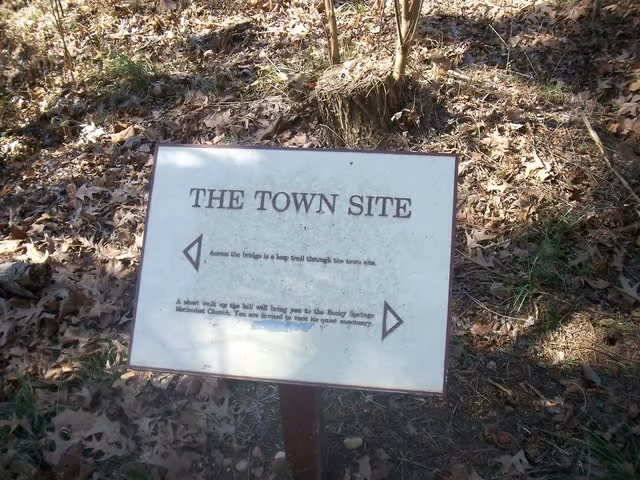 THE TOWN SITE
Across the bridge is a loop trail through the town site.
A short walk up the hill will bring you to the Rocky Springs
Methodist Church. You are invited to visit its quiet sanctuary.